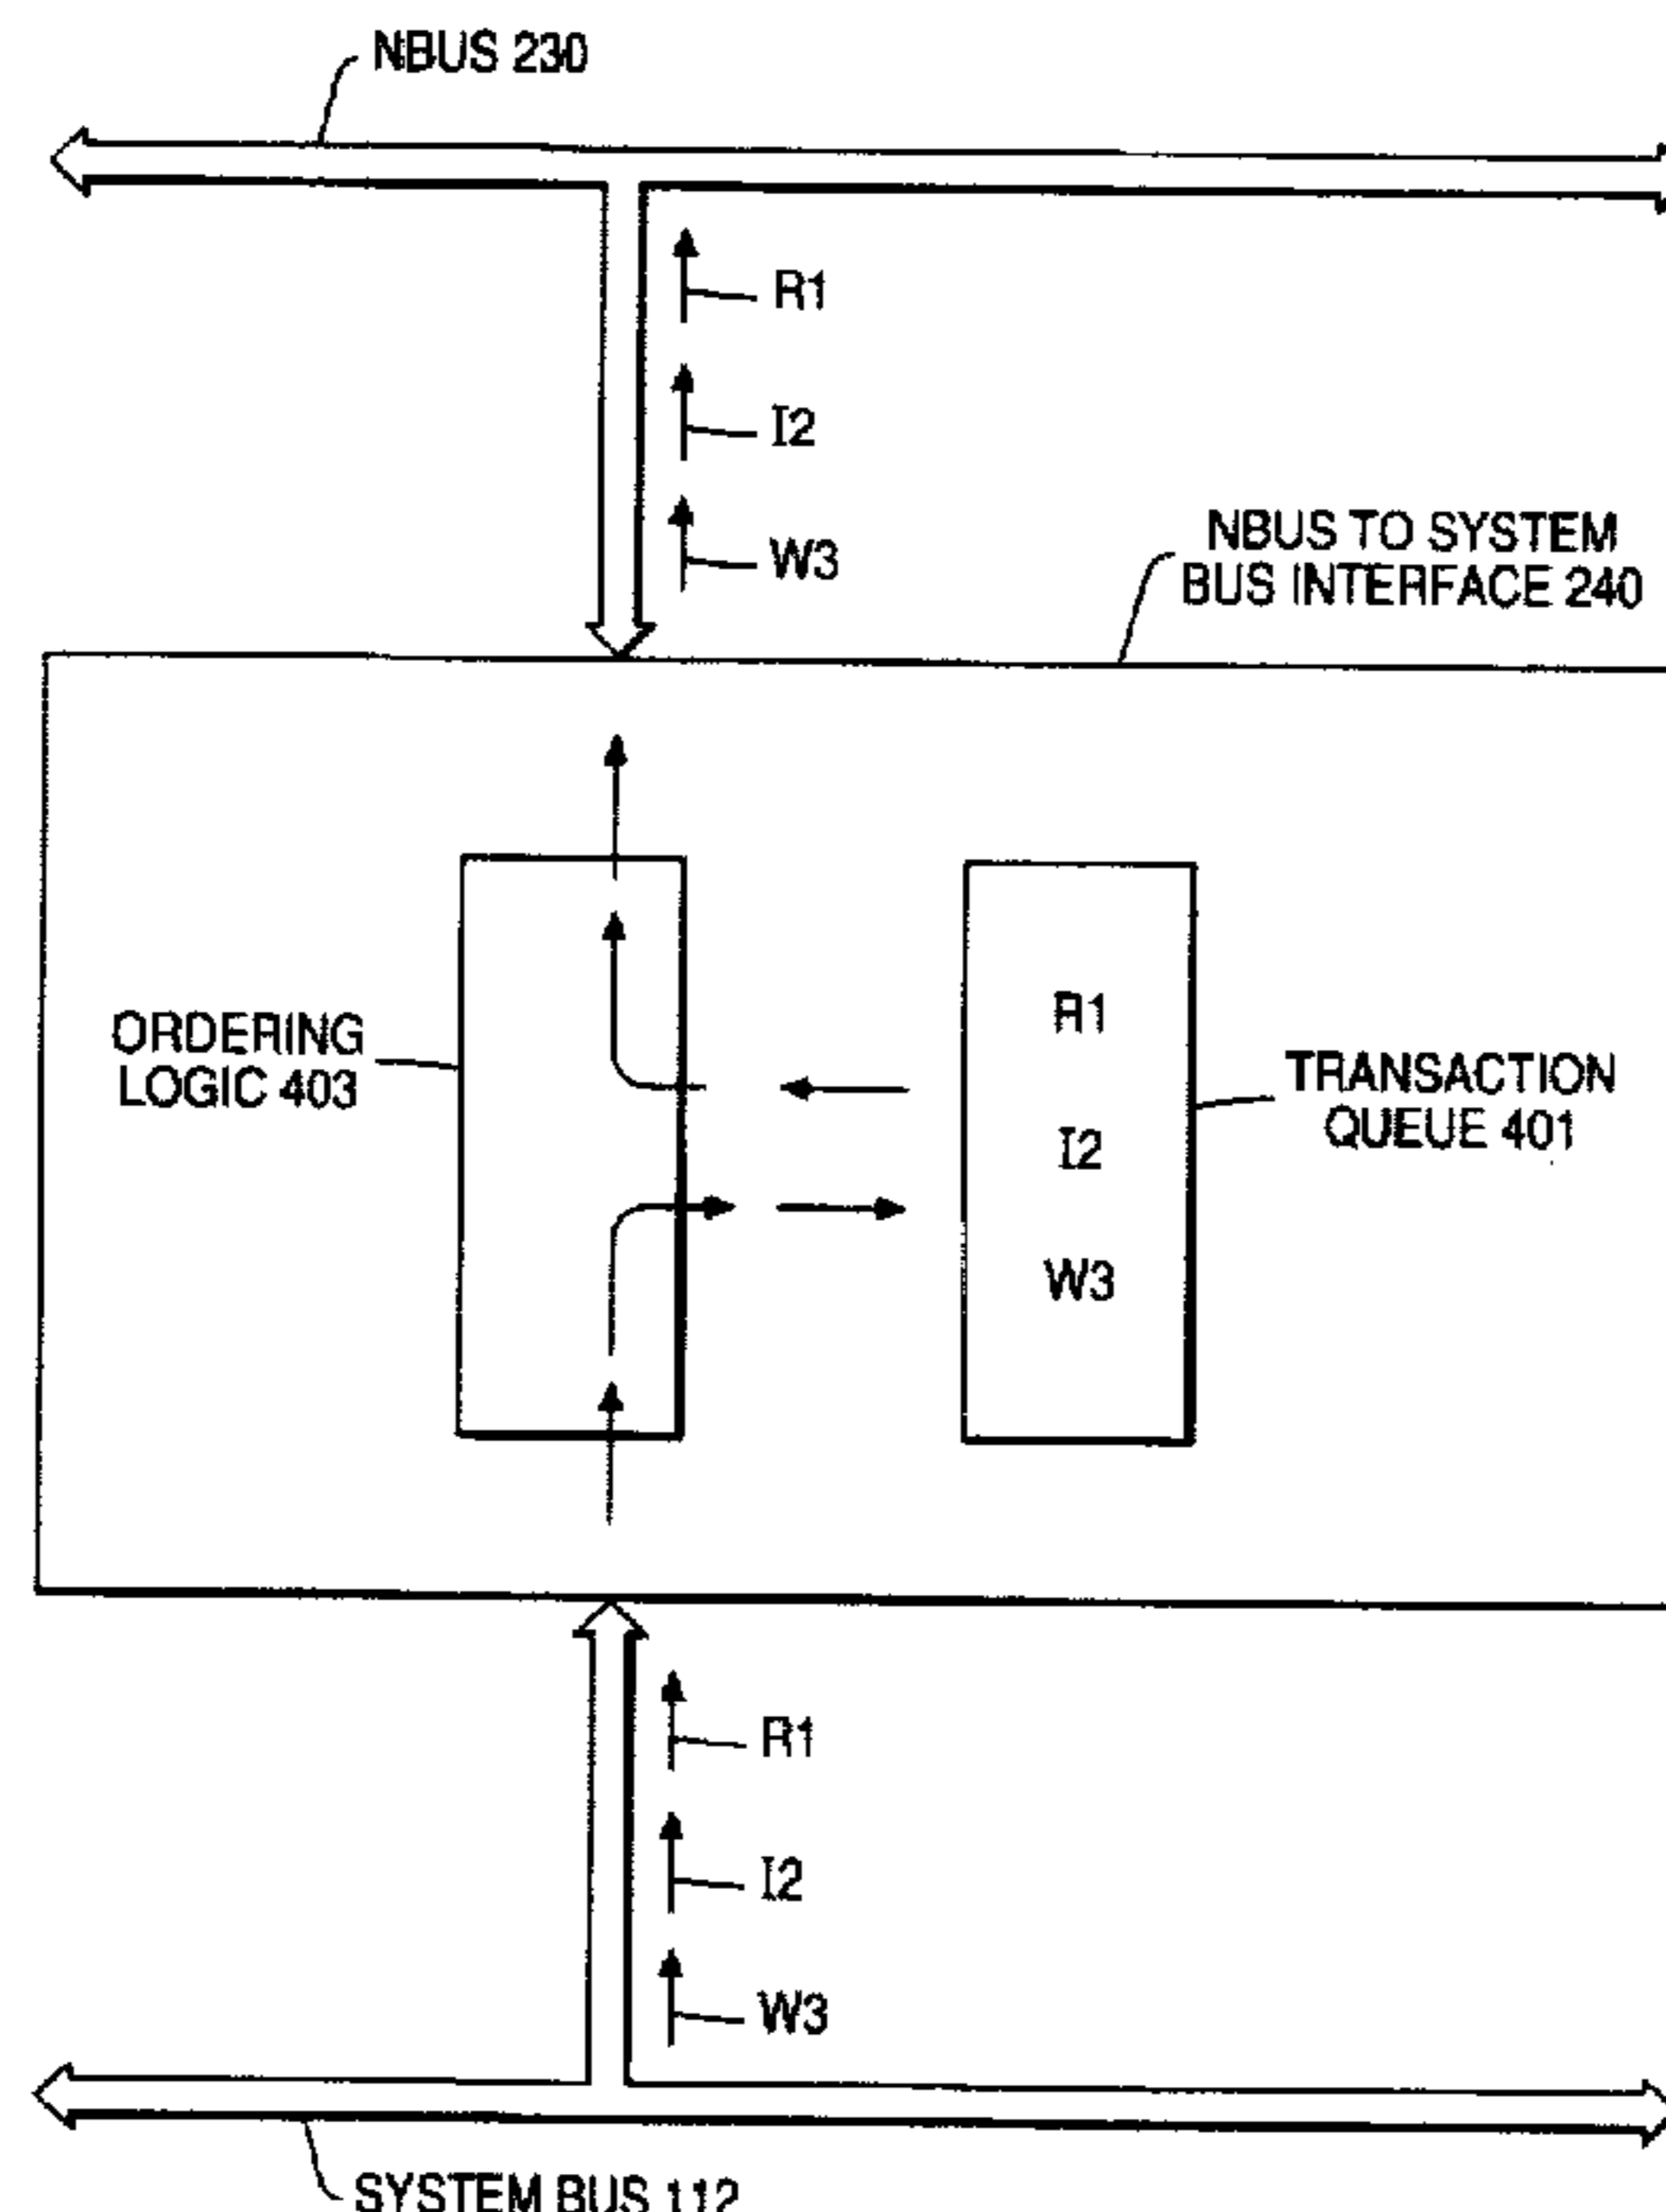 NBUS 230
R1
I2
W3
NBUS TO SYSTEM
BUS INTERFACE 240
ORDERING
LOGIC 403
R1
I2
W3
TRANSACTION
QUEUE 401
R1
I2
W3
SYSTEM BUS 112